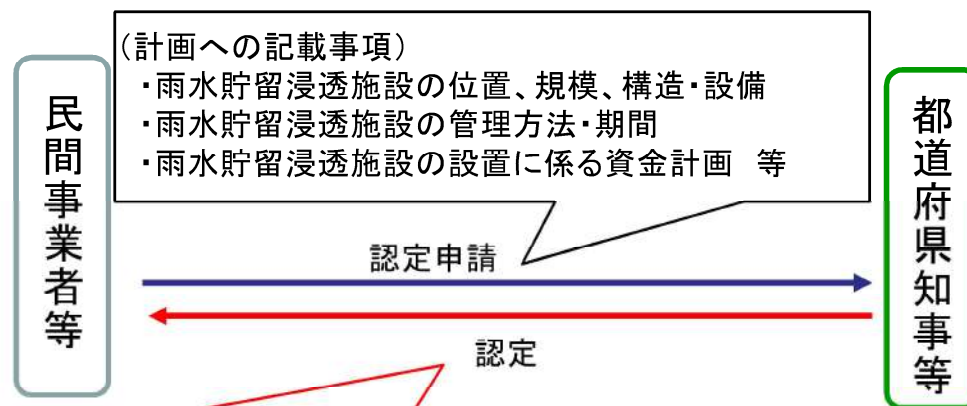 (計画への記載事項)
・雨水貯留浸透施設の位置、規模、構造・設備
・雨水貯留浸透施設の管理方法・期間
・雨水貯留浸透施設の設置に係る資金計画　等
民間事業者等
認定申請
認定
都道府県知事等